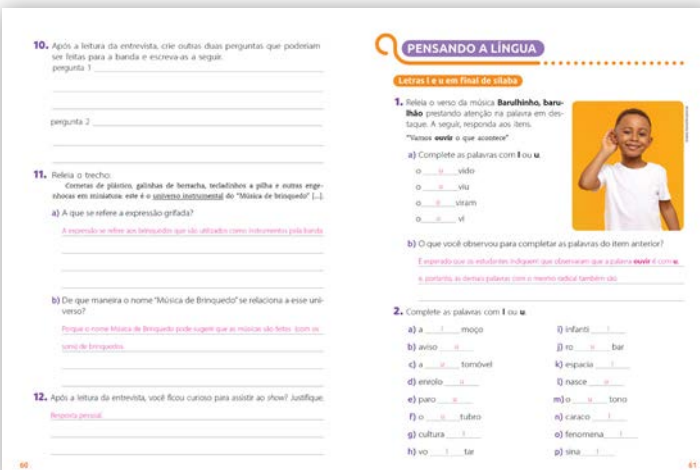 10. Após a leitura da entrevista, crie outras duas perguntas que poderiam
ser feitas para a banda e escreva-as a seguir.
pergunta 1
pergunta 2
11. Releia o trecho:
Cornetas de plástico, galinhas de borracha, tecladinhos a pilha e outras enge-
nhocas em miniatura: este é o universo instrumental do "Música de brinquedo" [...].
a) A que se refere a expressão grifada?
A expressão se refere aos brinquedos que são utilizados como instrumentos pela banda.
b) De que maneira o nome "Música de Brinquedo" se relaciona a esse uni-
verso?
Porque o nome Música de Brinquedo pode sugerir que as músicas são feitas (com os
sons) de brinquedos.
12. Após a leitura da entrevista, você ficou curioso para assistir ao show? Justifique.
Resposta pessoal.
60
PENSANDO A LÍNGUA
Letras l e u em final de sílaba
1. Releia o verso da música Barulhinho, baru-
lhão prestando atenção na palavra em des-
taque. A seguir, responda aos itens.
"Vamos ouvir o que acontece"
a) Complete as palavras com l ou u.
o u vido
o u viu
o u viram
o u vi
b) O que você observou para completar as palavras do item anterior?
É esperado que os estudantes indiquem que observaram que a palavra ouvir é com u,
e, portanto, as demais palavras com o mesmo radical também são.
2. Complete as palavras com l ou u.
a) a l moço
b) aviso u
c) a u tomóvel
d) enrolo u
e) paro u
f) o u tubro
g) cultura l
h) vo l tar
i) infanti l
j) ro u bar
k) espacia l
l) nasce u
m) o u tono
n) caraco l
o) fenomena l
p) sina l
61